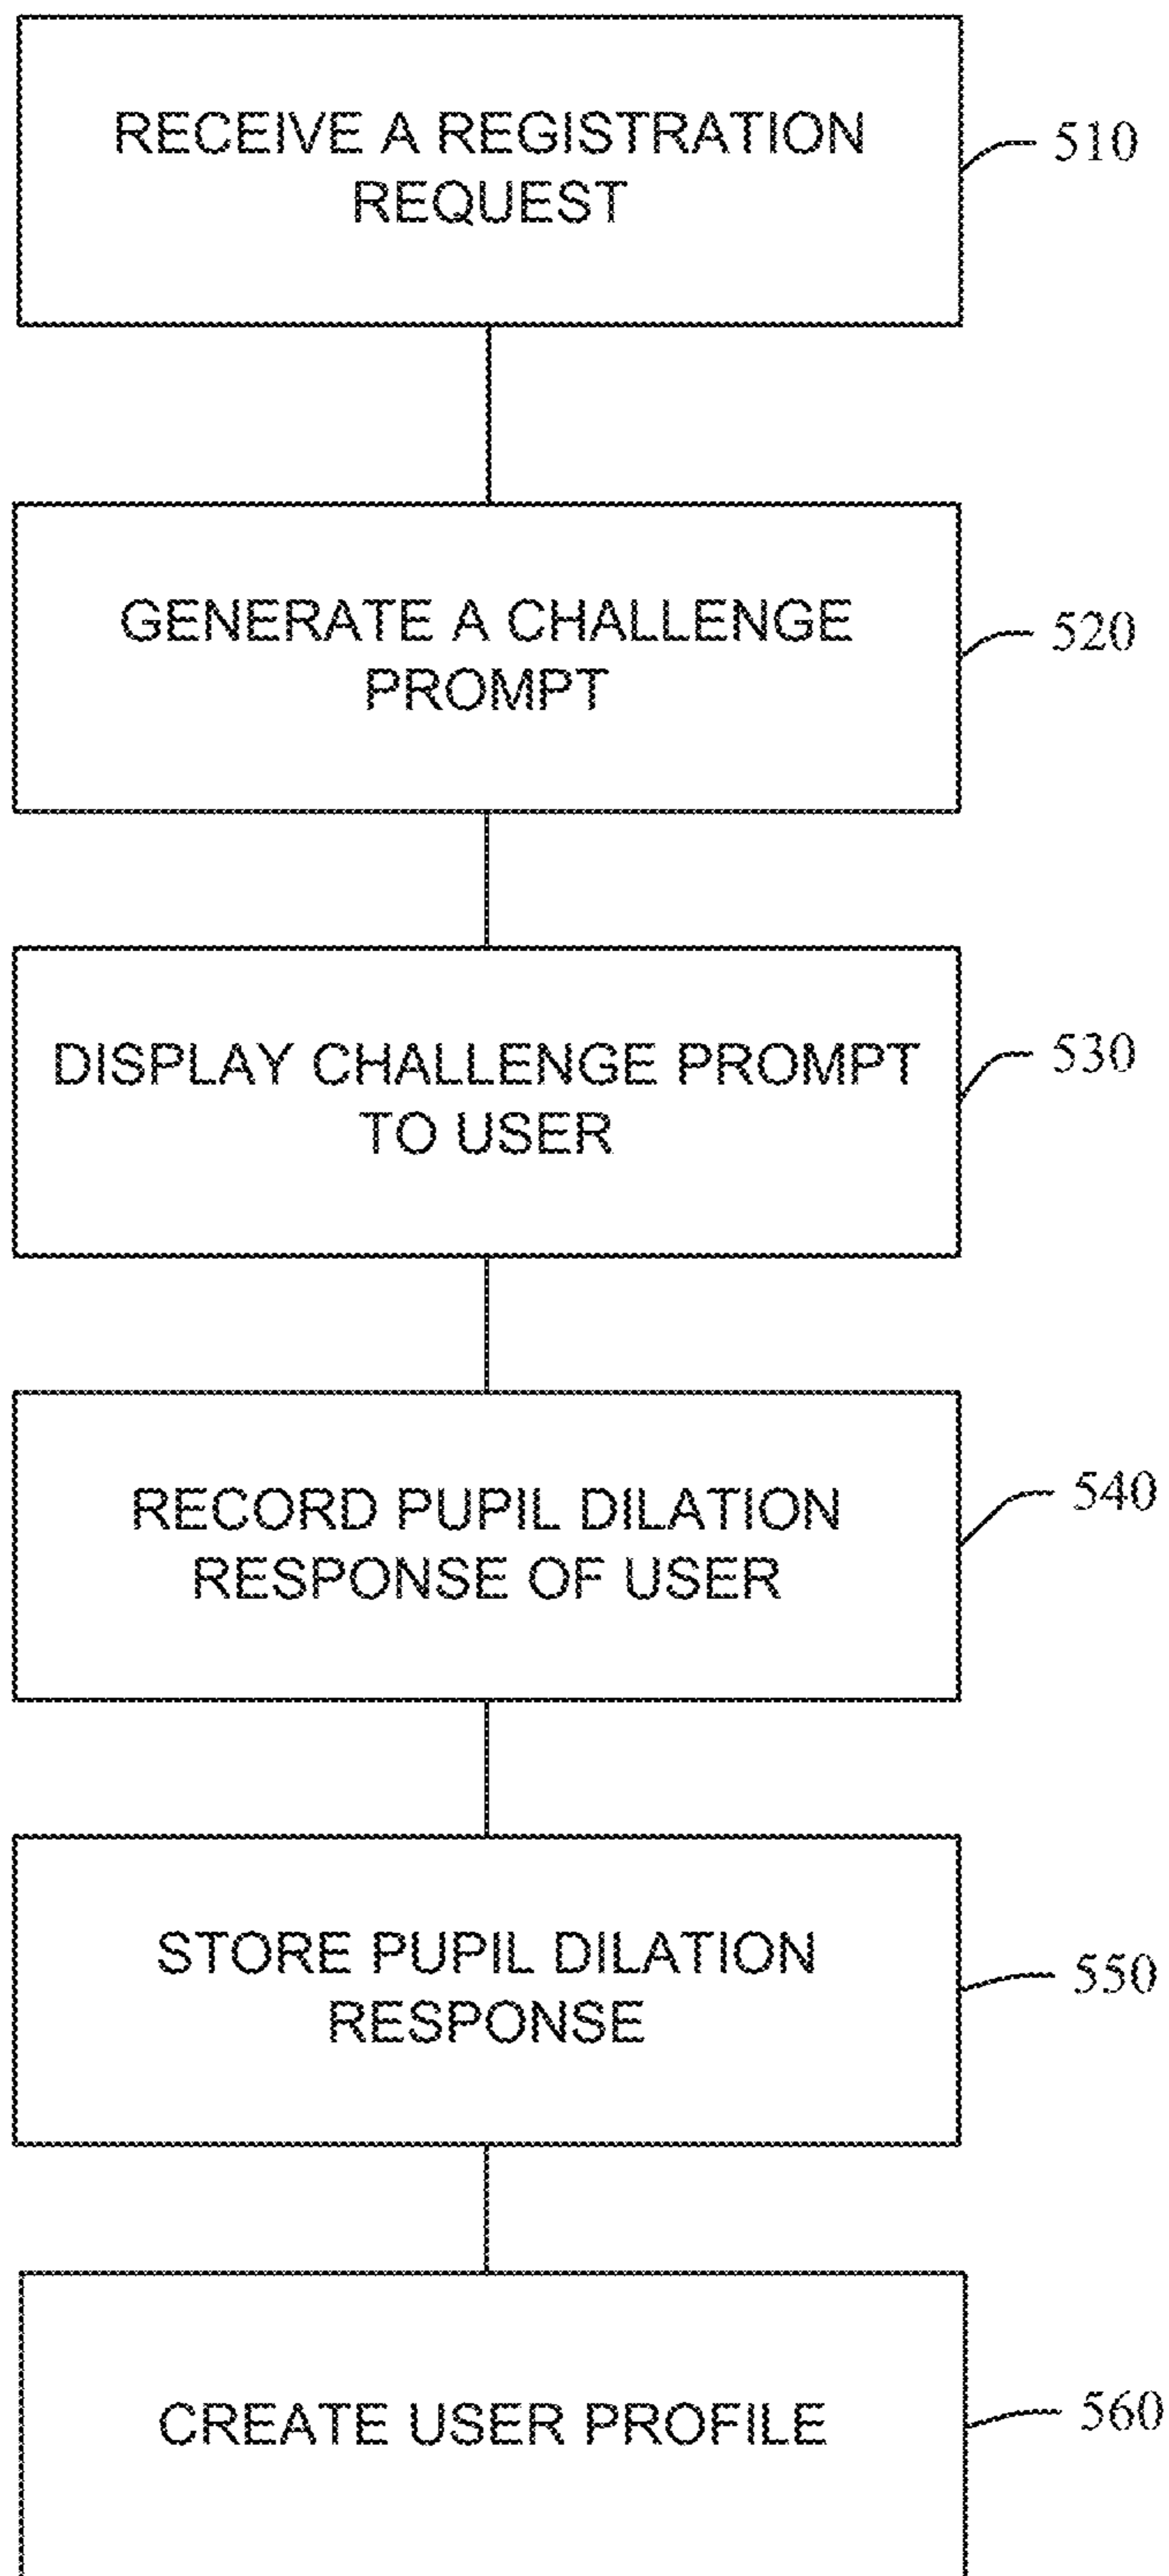 RECEIVE A REGISTRATION
REQUEST
510
GENERATE A CHALLENGE
PROMPT
520
DISPLAY CHALLENGE PROMPT
TO USER
530
RECORD PUPIL DILATION
RESPONSE OF USER
540
STORE PUPIL DILATION
RESPONSE
550
CREATE USER PROFILE
560